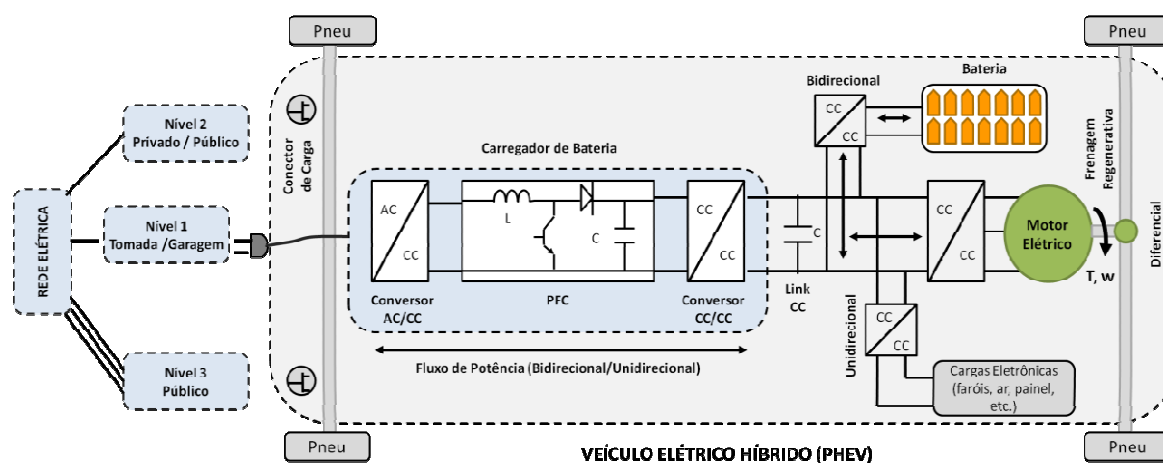 Pneu
Pneu
Nível 2
Privado / Público
REDE ELÉTRICA
Nível 1
Tomada /Garagem
Nível 3
Público
Conector
de Carga
Carregador de Bateria
AC
CC
Conversor
AC/CC
L
C
PFC
CC
CC
Conversor
CC/CC
Fluxo de Potência (Bidirecional/Unidirecional)
C
Link
CC
Bidirecional
CC
CC
Bateria
CC
CC
Motor
Elétrico
Frenagem
Regenerativa
T, w
Diferencial
Unidirecional
CC
CC
Cargas Eletrônicas
(faróis, ar, painel,
etc.)
Pneu
Pneu
VEÍCULO ELÉTRICO HÍBRIDO (PHEV)